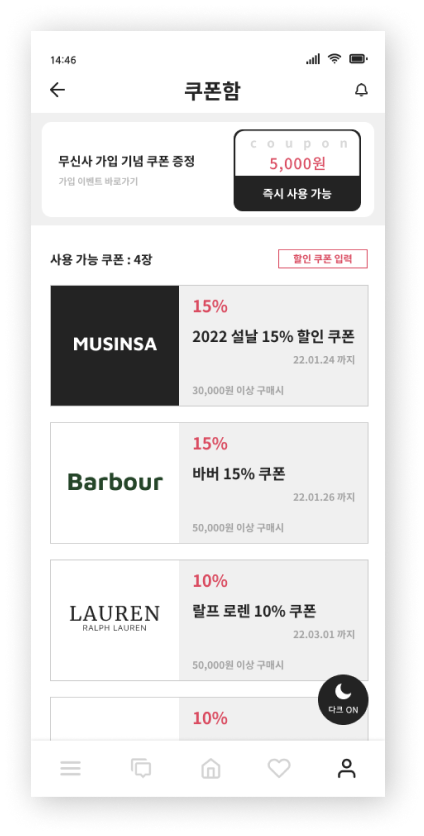 14:46
쿠폰함
무신사 가입 기념 쿠폰 증정
가입 이벤트 바로가기
coupon
5,000원
즉시 사용 가능
사용 가능 쿠폰 : 4장
할인 쿠폰 입력
MUSINSA
15%
2022 설날 15% 할인 쿠폰
22.01.24 까지
30,000원 이상 구매시
Barbour
15%
바버 15% 쿠폰
22.01.26 까지
50,000원 이상 구매시
LAUREN
RALPH LAUREN
10%
랄프 로렌 10% 쿠폰
22.03.01 까지
50,000원 이상 구매시
10%
다크 ON